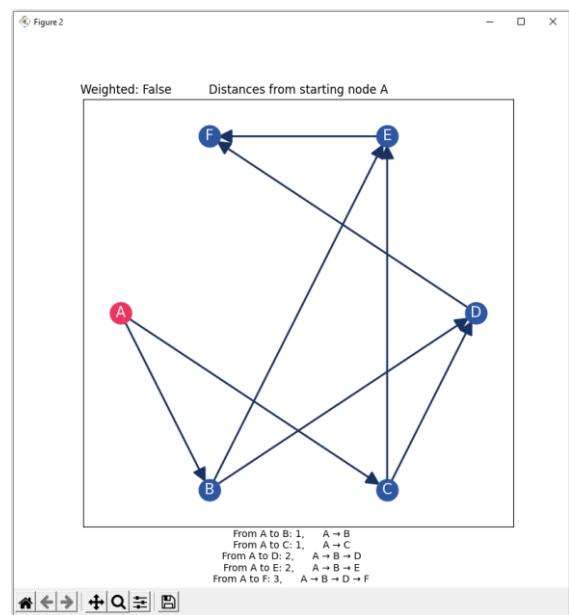 Figure 2
Weighted: False Distances from starting node A
F E
A
D
B C
From A to B: 1, A → B
From A to C: 1, A → C
From A to D: 2, A → B → D
From A to E: 2, A → B → E
From A to F: 3, A → B → D → F